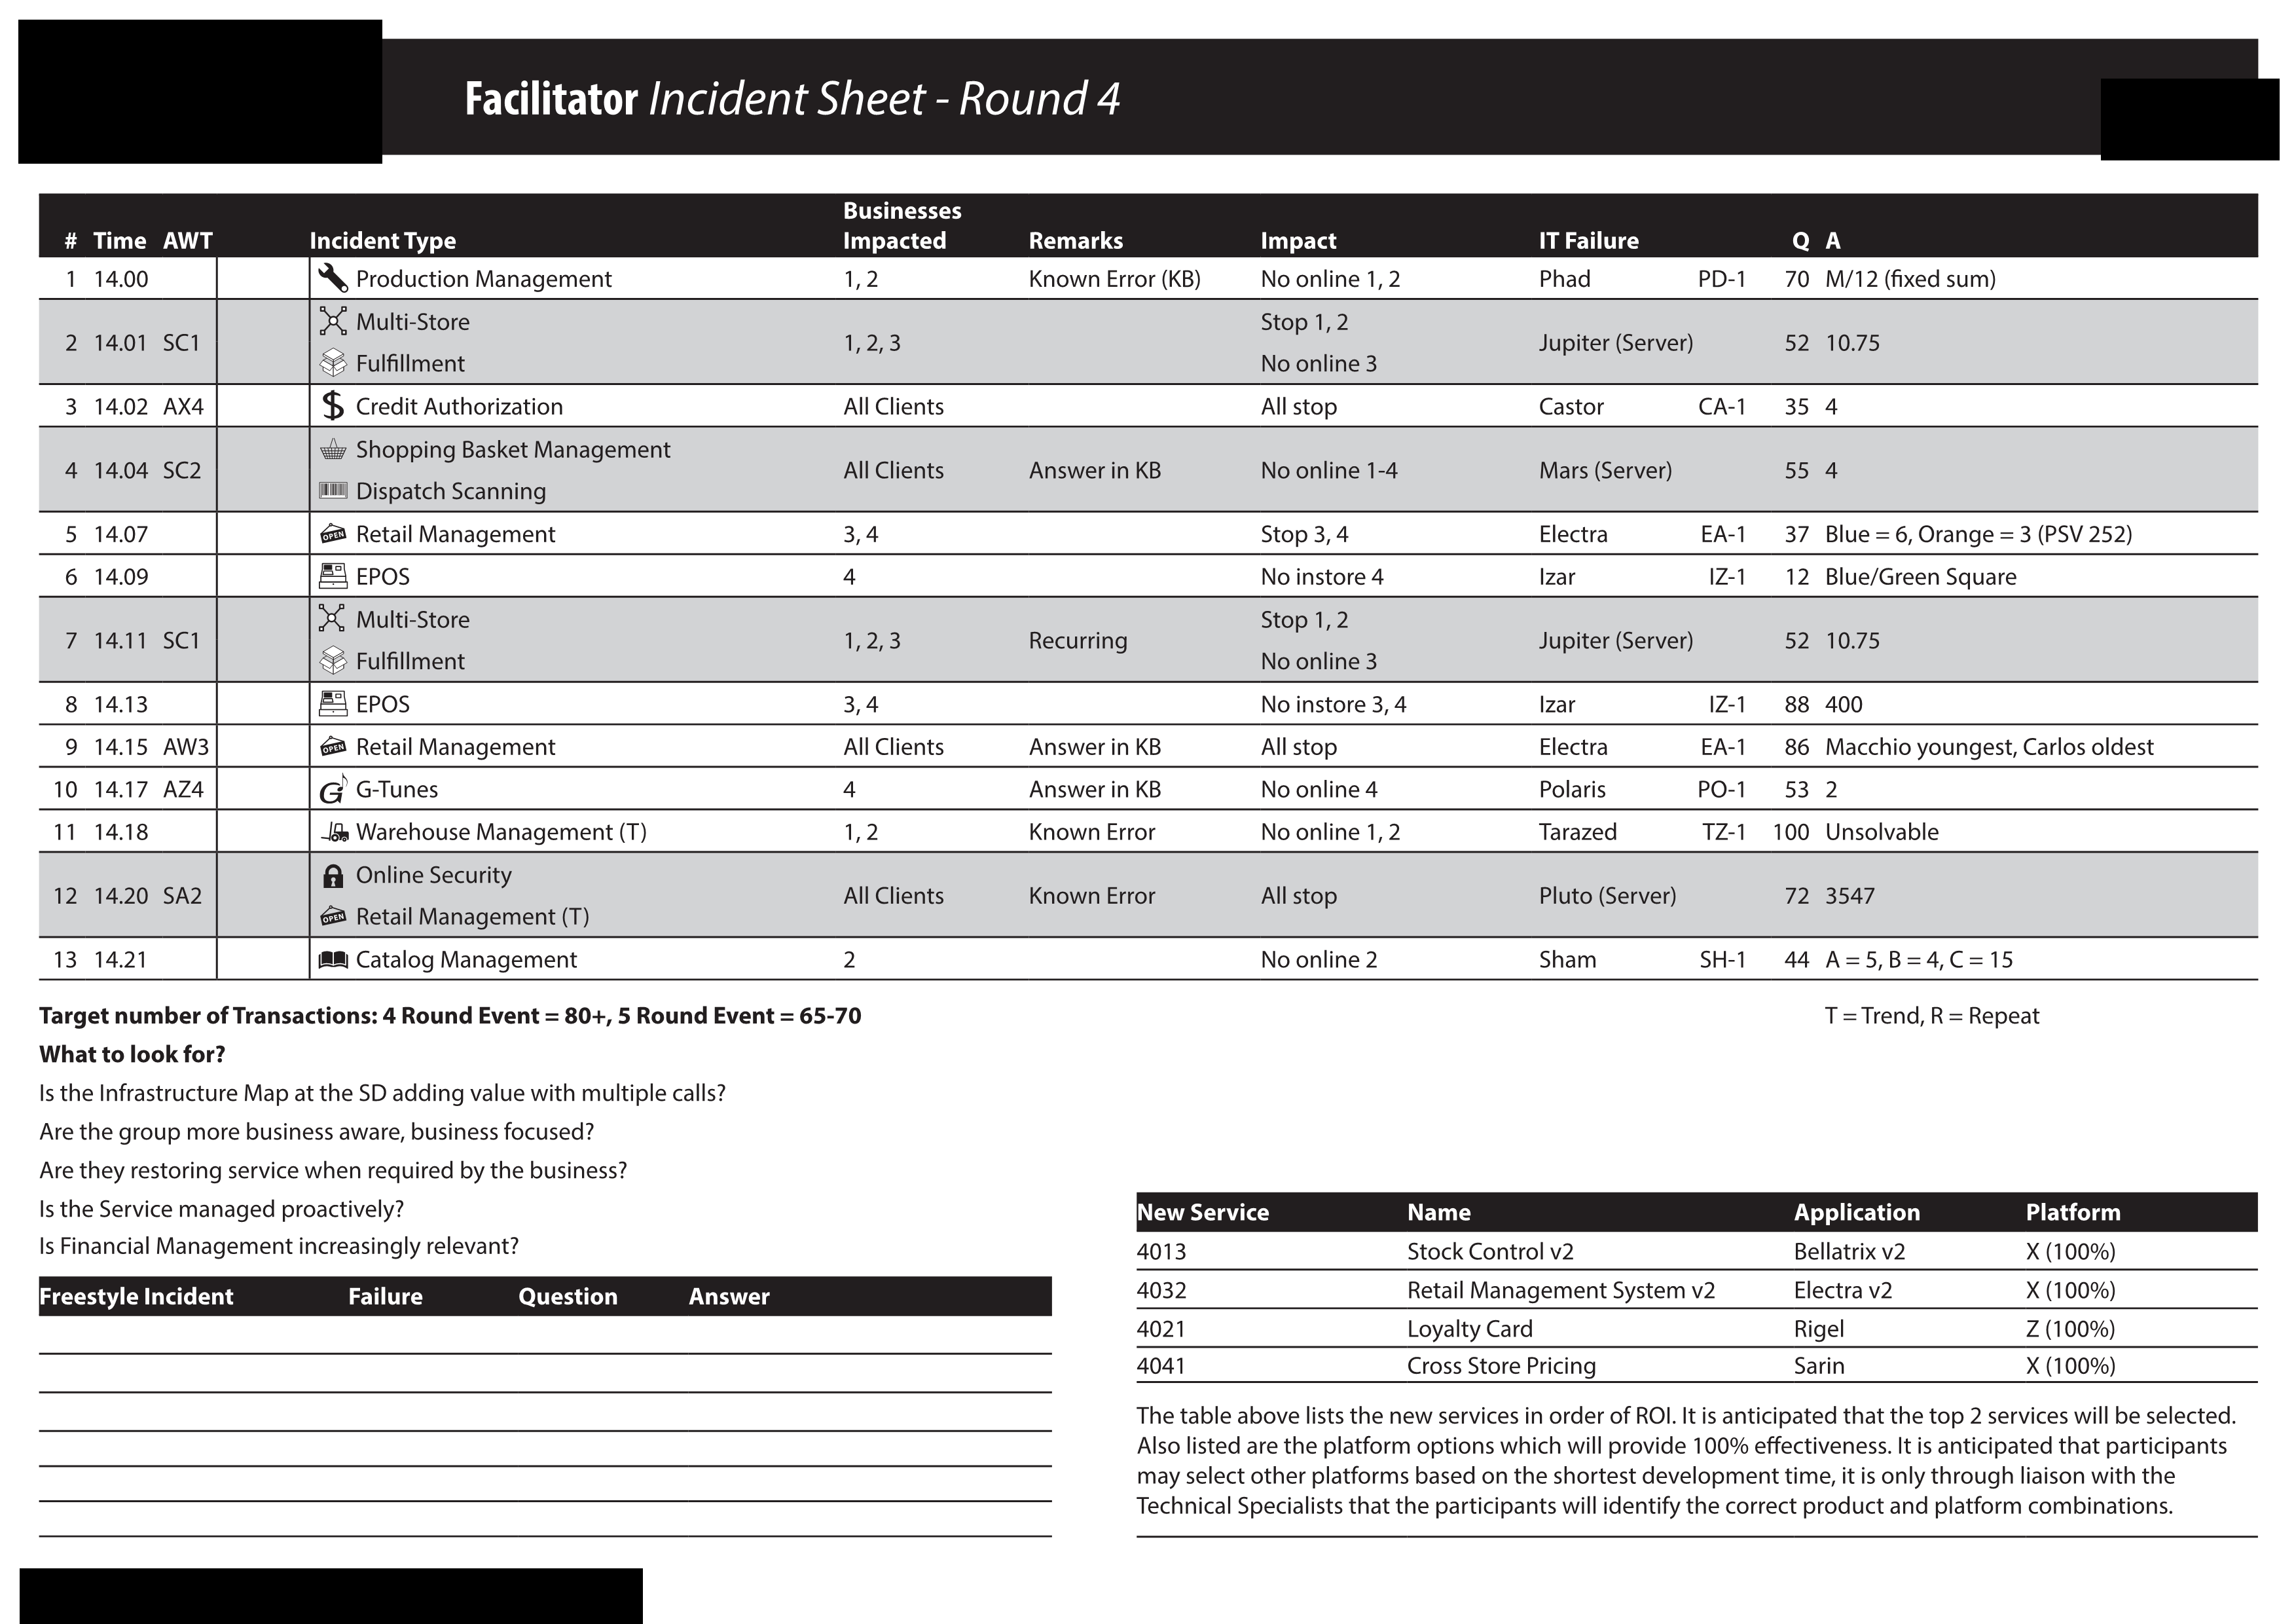 Facilitator Incident Sheet - Round 4
# Time AWT Incident Type Businesses Impacted Remarks Impact IT Failure Q A
1 14.00 Production Management 1, 2 Known Error (KB) No online 1, 2 Phad PD-1 70 M/12 (fixed sum)
2 14.01 SC1 Multi-Store Fulfillment 1, 2, 3 Stop 1, 2 No online 3 Jupiter (Server) 52 10.75
3 14.02 AX4 $ Credit Authorization All Clients All stop Castor CA-1 35 4
4 14.04 SC2 Shopping Basket Management Dispatch Scanning All Clients Answer in KB No online 1-4 Mars (Server) 55 4
5 14.07 OPEN Retail Management 3, 4 Stop 3, 4 Electra EA-1 37 Blue = 6, Orange = 3 (PSV 252)
6 14.09 EPOS 4 No instore 4 Izar IZ-1 12 Blue/Green Square
7 14.11 SC1 Multi-Store Fulfillment 1, 2, 3 Recurring Stop 1, 2 No online 3 Jupiter (Server) 52 10.75
8 14.13 EPOS 3, 4 No instore 3, 4 Izar IZ-1 88 400
9 14.15 AW3 OPEN Retail Management All Clients Answer in KB All stop Electra EA-1 86 Macchio youngest, Carlos oldest
10 14.17 AZ4 G G-Tunes 4 Answer in KB No online 4 Polaris PO-1 53 2
11 14.18 Warehouse Management (T) 1, 2 Known Error No online 1, 2 Tarazed TZ-1 100 Unsolvable
12 14.20 SA2 Online Security OPEN Retail Management (T) All Clients Known Error All stop Pluto (Server) 72 3547
13 14.21 Catalog Management 2 No online 2 Sham SH-1 44 A = 5, B = 4, C = 15
Target number of Transactions: 4 Round Event = 80+, 5 Round Event = 65-70
T = Trend, R = Repeat
What to look for?
Is the Infrastructure Map at the SD adding value with multiple calls?
Are the group more business aware, business focused?
Are they restoring service when required by the business?
Is the Service managed proactively?
Is Financial Management increasingly relevant?
Freestyle Incident Failure Question Answer
New Service Name Application Platform
4013 Stock Control v2 Bellatrix v2 X (100%)
4032 Retail Management System v2 Electra v2 X (100%)
4021 Loyalty Card Rigel Z (100%)
4041 Cross Store Pricing Sarin X (100%)
The table above lists the new services in order of ROI. It is anticipated that the top 2 services will be selected.
Also listed are the platform options which will provide 100% effectiveness. It is anticipated that participants
may select other platforms based on the shortest development time, it is only through liaison with the
Technical Specialists that the participants will identify the correct product and platform combinations.